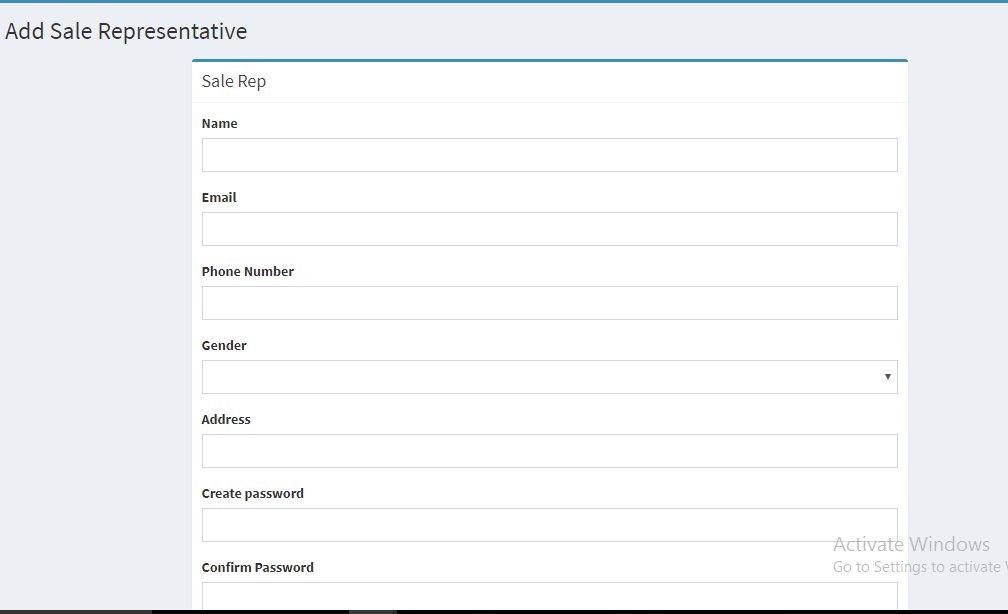 Add Sale Representative
Sale Rep
Name
Email
Phone Number
Gender
Address
Create password
Activate Windows
Go to Settings to activate
Confirm Password